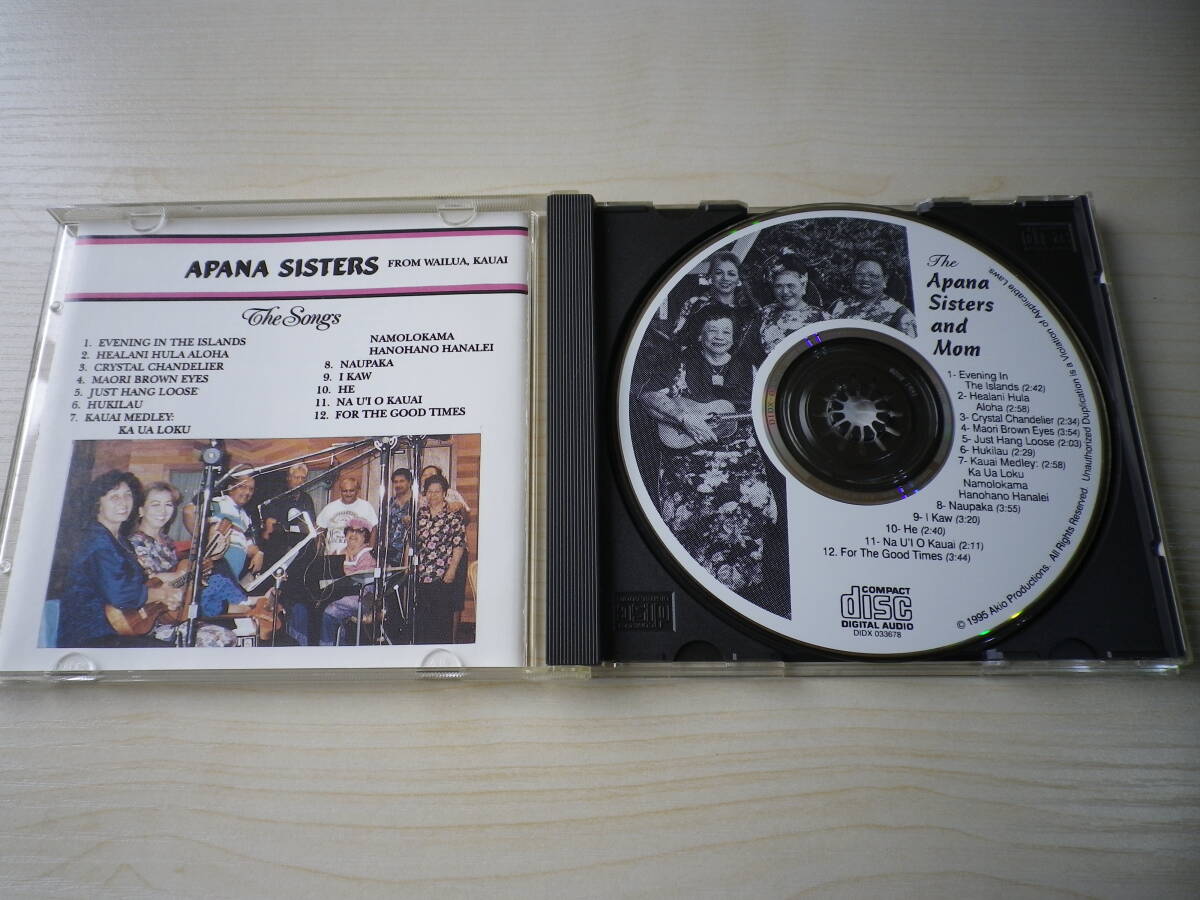 APANA SISTERS FROM WAILUA, KAUAI
The Songs
1. EVENING IN THE ISLANDS
2. HEALANI HULA ALOHA
3. CRYSTAL CHANDELIER
4. MAORI BROWN EYES
5. JUST HANG LOOSE
6. HUKILAU
7. KAUAI MEDLEY:
KA UA LOKU
NAMOLOKAMA
HANOHANO HANALEI
8. NAUPAKA
9. I KAW
10. HE
11. NA U'I O KAUAI
12. FOR THE GOOD TIMES
The
Apana
Sisters
and
Mom
1- Evening In
The Islands (2:42)
2- Healani Hula
Aloha (2:58)
3- Crystal Chandelier (2:34)
4- Maori Brown Eyes (3:54)
5- Just Hang Loose (2:03)
6- Hukilau (2:29)
7- Kauai Medley: (2:58)
Ka Ua Loku
Namolokama
Hanohano Hanalei
8- Naupaka (3:55)
9- I Kaw (3:20)
10- He (2:40)
11- Na U'I O Kauai (2:11)
12. For The Good Times (3:44)
COMPACT
disc
DIGITAL AUDIO
DIDX 033678
© 1995 Akio Productions. All Rights Reserved. Unauthorized Duplication is a Violation of Applicable Laws